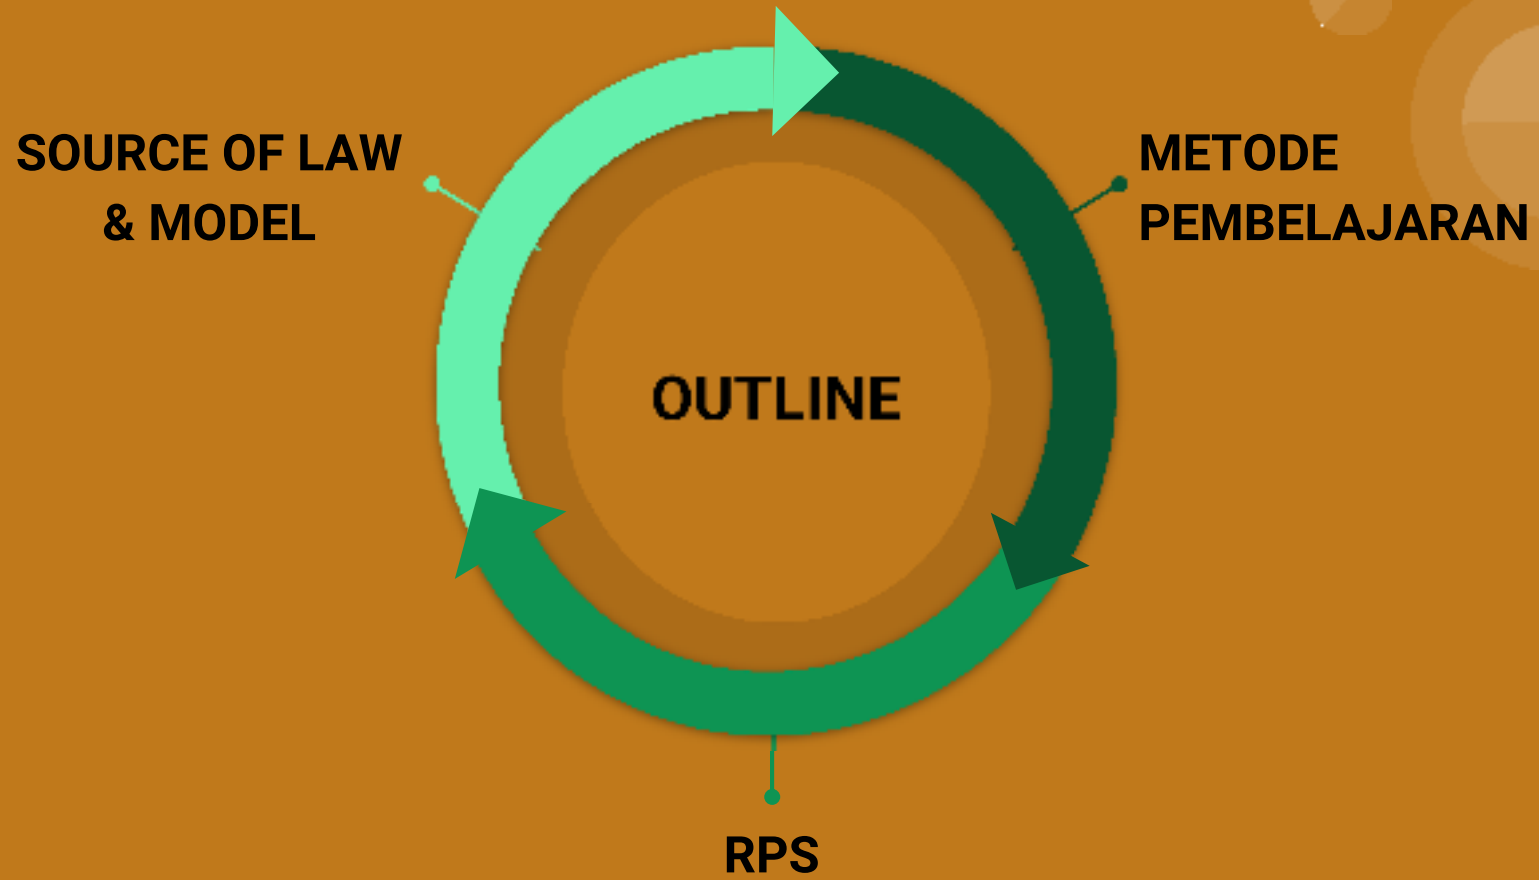 SOURCE OF LAW
& MODEL
METODE
PEMBELAJARAN
OUTLINE
RPS